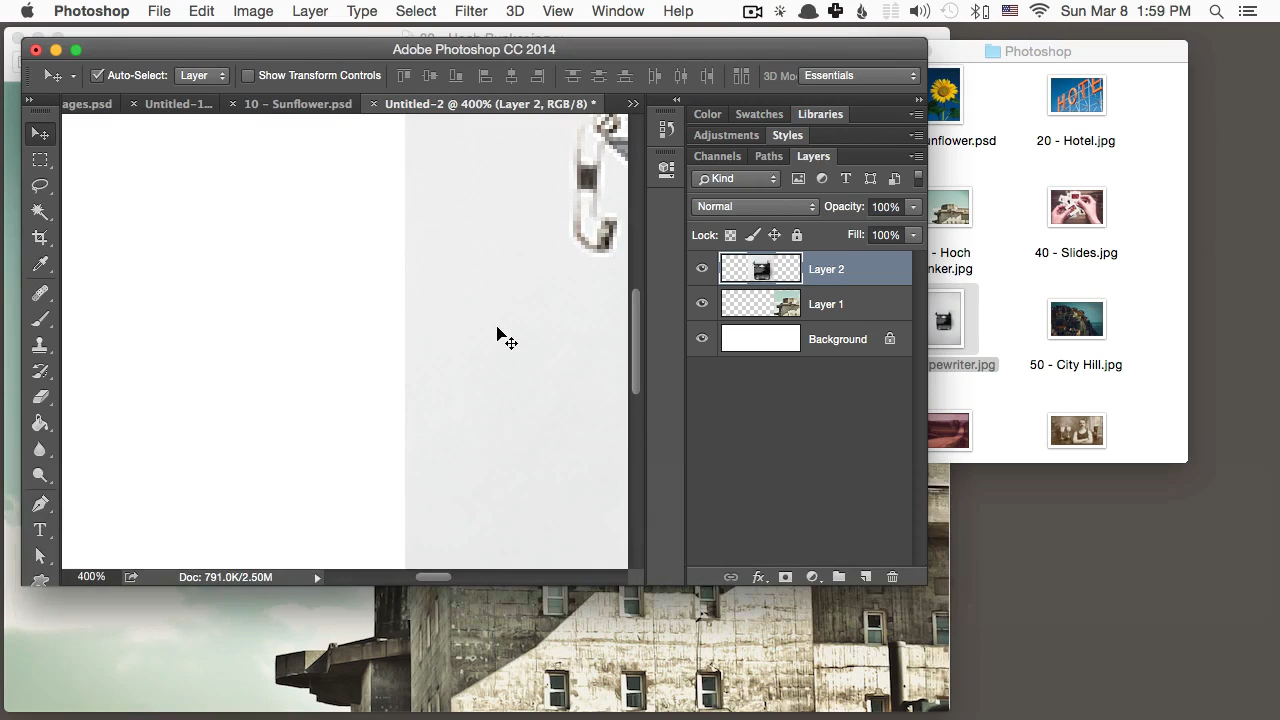 Photoshop File Edit Image Layer Type Select Filter 3D View Window Help Sun Mar 8 1:59 PM
Adobe Photoshop CC 2014
Photoshop
Auto-Select: Layer Show Transform Controls 3D Mo Essentials
ages.psd × Untitled-1... × 10 – Sunflower.psd × Untitled-2 @ 400% (Layer 2, RGB/8) *
Color Swatches Libraries
Adjustments Styles
Channels Paths Layers
Kind
Normal Opacity: 100%
Lock: Fill: 100%
Layer 2
Layer 1
Background
unflower.psd 20 - Hotel.jpg
- Hoch 40 - Slides.jpg
nker.jpg
pewriter.jpg 50 - City Hill.jpg
400% Doc: 791.0K/2.50M